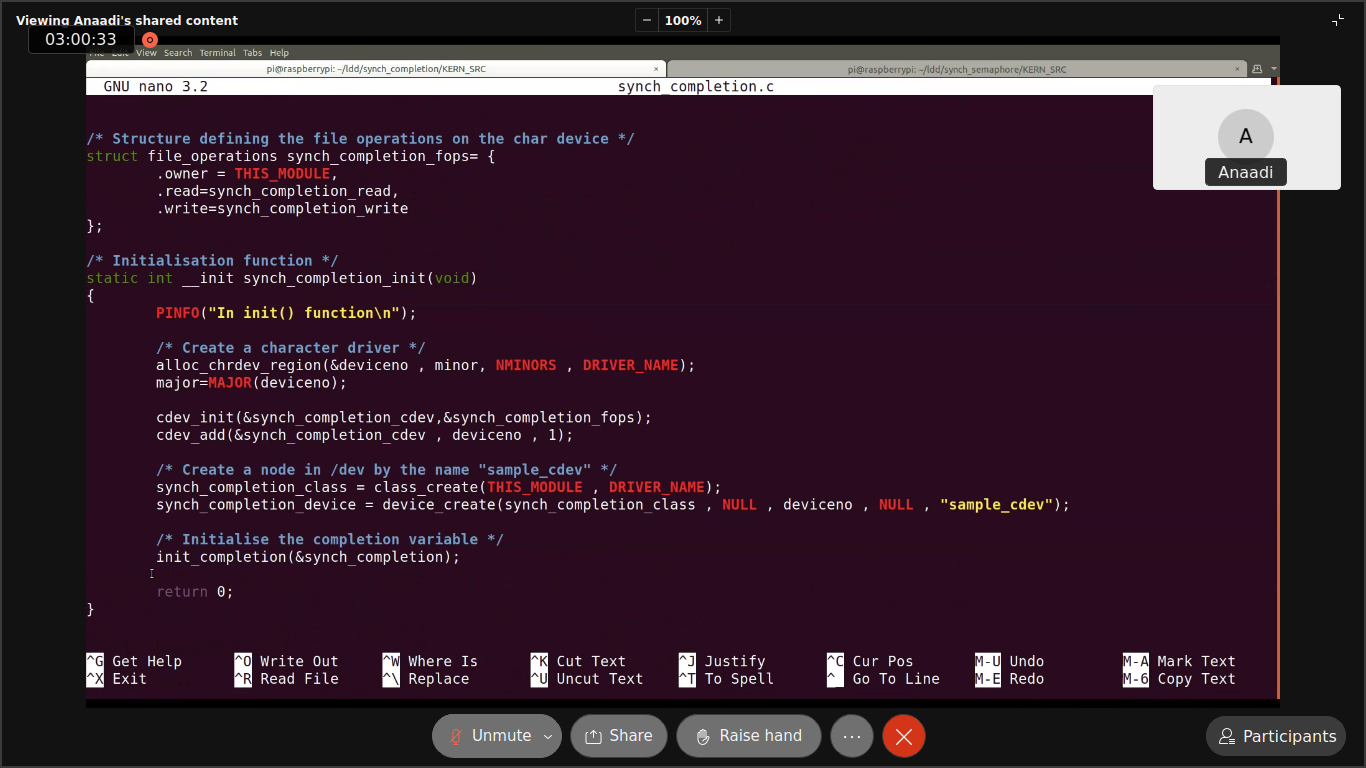 Viewing Anaadi's shared content
− 100% +
03:00:33
File Edit View Search Terminal Tabs Help
pi@raspberrypi: ~/ldd/synch_completion/KERN_SRC × pi@raspberrypi: ~/ldd/synch_semaphore/KERN_SRC ×
GNU nano 3.2 synch_completion.c
A
Anaadi
/* Structure defining the file operations on the char device */
struct file_operations synch_completion_fops= {
.owner = THIS_MODULE,
.read=synch_completion_read,
.write=synch_completion_write
};
/* Initialisation function */
static int __init synch_completion_init(void)
{
PINFO("In init() function\n");
/* Create a character driver */
alloc_chrdev_region(&deviceno , minor, NMINORS , DRIVER_NAME);
major=MAJOR(deviceno);
cdev_init(&synch_completion_cdev,&synch_completion_fops);
cdev_add(&synch_completion_cdev , deviceno , 1);
/* Create a node in /dev by the name "sample_cdev" */
synch_completion_class = class_create(THIS_MODULE , DRIVER_NAME);
synch_completion_device = device_create(synch_completion_class , NULL , deviceno , NULL , "sample_cdev");
/* Initialise the completion variable */
init_completion(&synch_completion);
return 0;
}
^G Get Help ^O Write Out ^W Where Is ^K Cut Text ^J Justify ^C Cur Pos M-U Undo M-A Mark Text
^X Exit ^R Read File ^\ Replace ^U Uncut Text ^T To Spell ^_ Go To Line M-E Redo M-6 Copy Text
Unmute Share Raise hand ... Participants